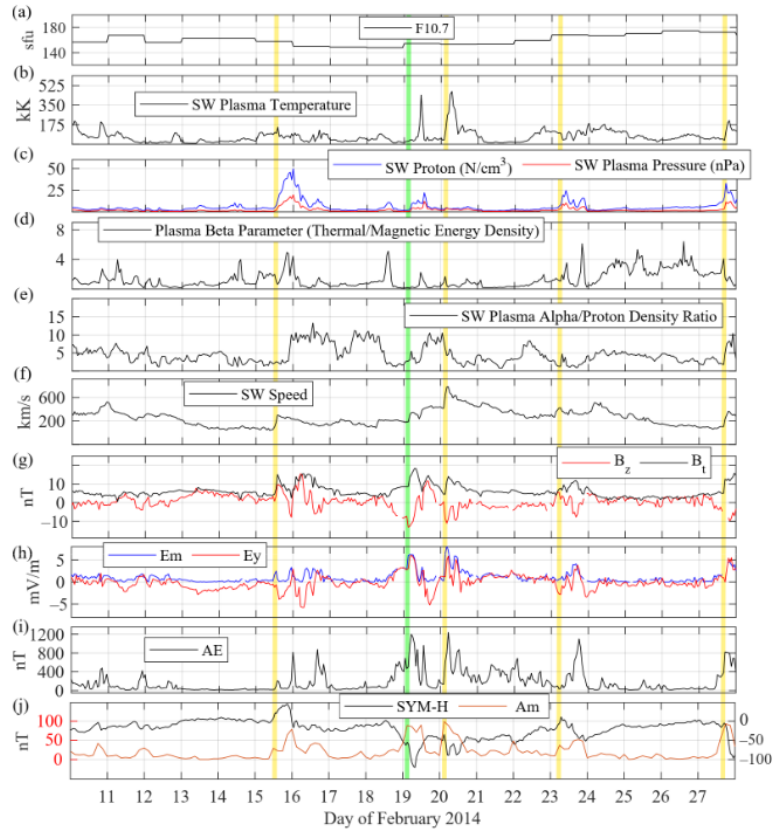 (a)
F10.7
sfu
180
160
140
(b)
SW Plasma Temperature
kK
525
350
175
(c)
SW Proton (N/cm³) SW Plasma Pressure (nPa)
50
25
(d)
Plasma Beta Parameter (Thermal/Magnetic Energy Density)
8
4
(e)
SW Plasma Alpha/Proton Density Ratio
15
10
5
(f)
SW Speed
km/s
600
200
(g)
B_z B_t
nT
10
0
−10
(h)
Em Ey
mV/m
5
0
−5
(i)
AE
nT
1200
800
400
0
(j)
SYM-H Am
nT
100
50
0
0
−50
−100
11 12 13 14 15 16 17 18 19 20 21 22 23 24 25 26 27
Day of February 2014